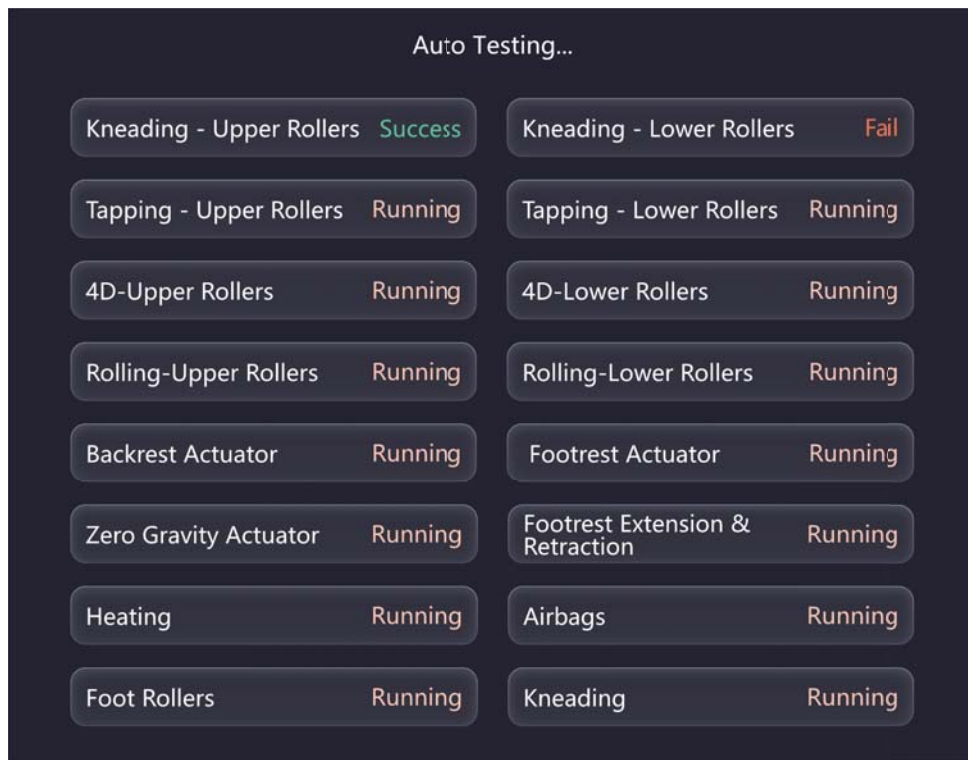 Auto Testing...
Kneading - Upper Rollers Success
Kneading - Lower Rollers Fail
Tapping - Upper Rollers Running
Tapping - Lower Rollers Running
4D-Upper Rollers Running
4D-Lower Rollers Running
Rolling-Upper Rollers Running
Rolling-Lower Rollers Running
Backrest Actuator Running
Footrest Actuator Running
Zero Gravity Actuator Running
Footrest Extension &
Retraction Running
Heating Running
Airbags Running
Foot Rollers Running
Kneading Running